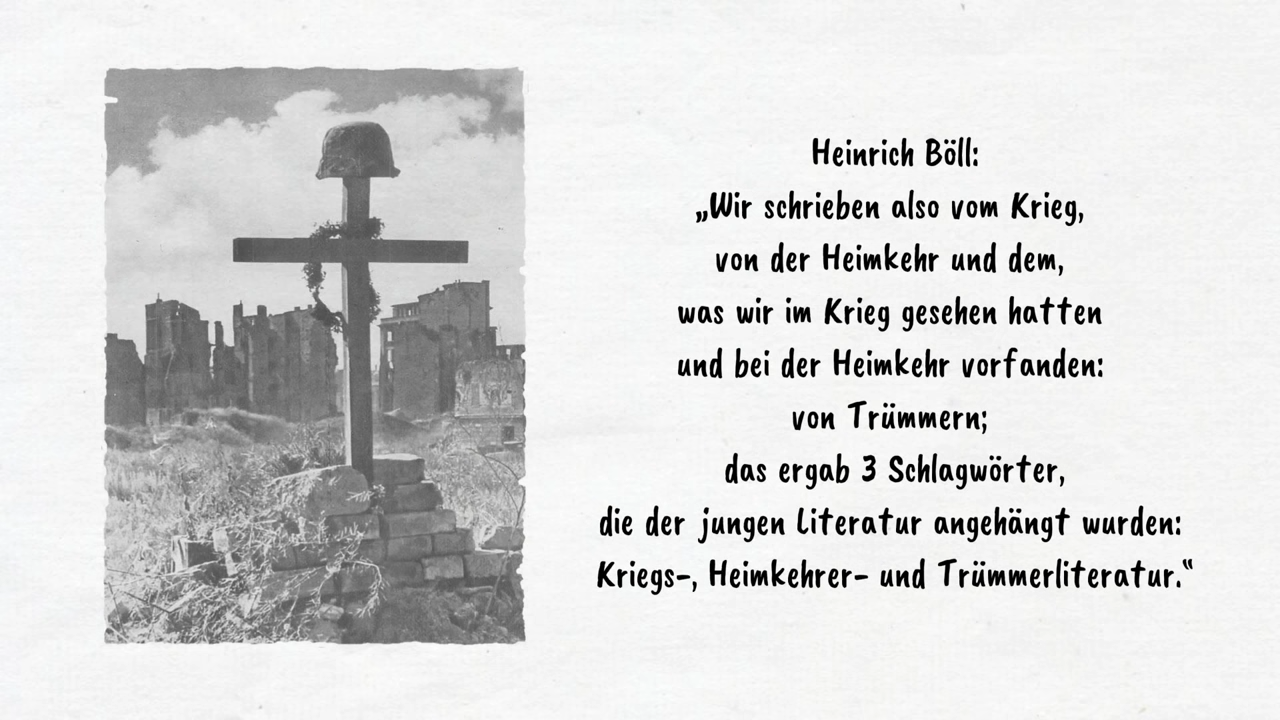 Heinrich Böll:
„Wir schrieben also vom Krieg,
von der Heimkehr und dem,
was wir im Krieg gesehen hatten
und bei der Heimkehr vorfanden:
von Trümmern;
das ergab 3 Schlagwörter,
die der jungen Literatur angehängt wurden:
Kriegs-, Heimkehrer- und Trümmerliteratur.“